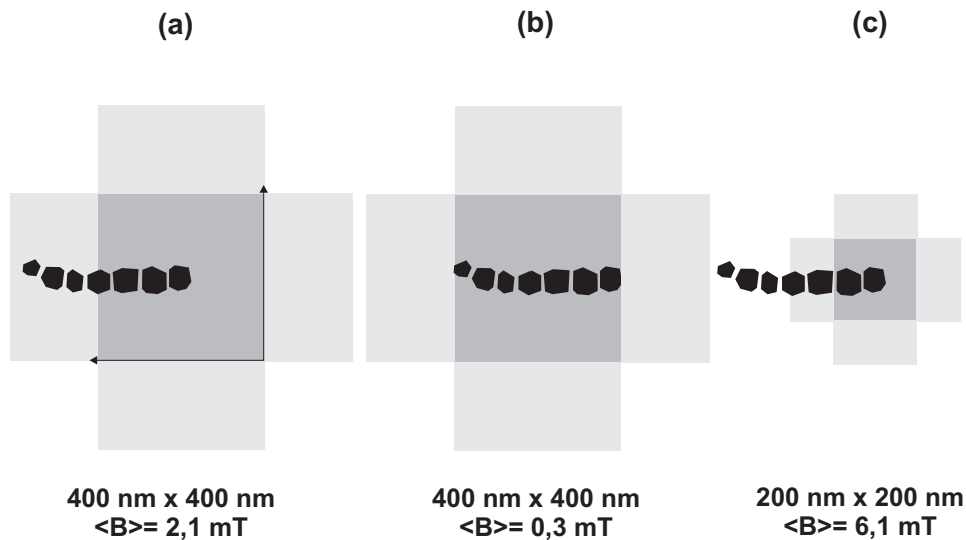 (a)
(b)
(c)
400 nm x 400 nm
<B>= 2,1 mT
400 nm x 400 nm
<B>= 0,3 mT
200 nm x 200 nm
<B>= 6,1 mT